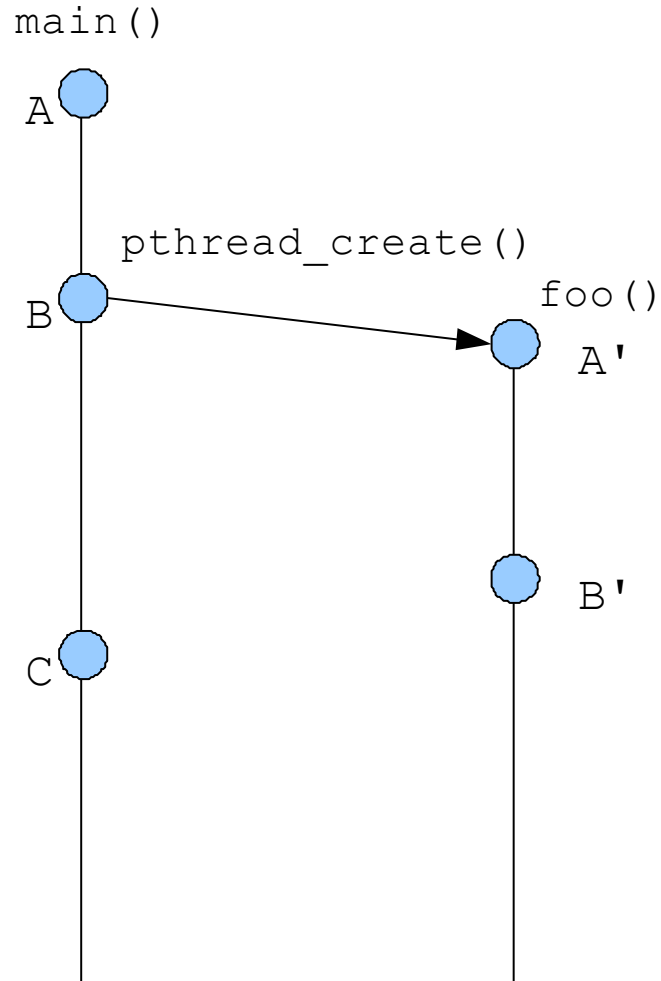 main()
A
pthread_create()
B
foo()
A'
B'
C